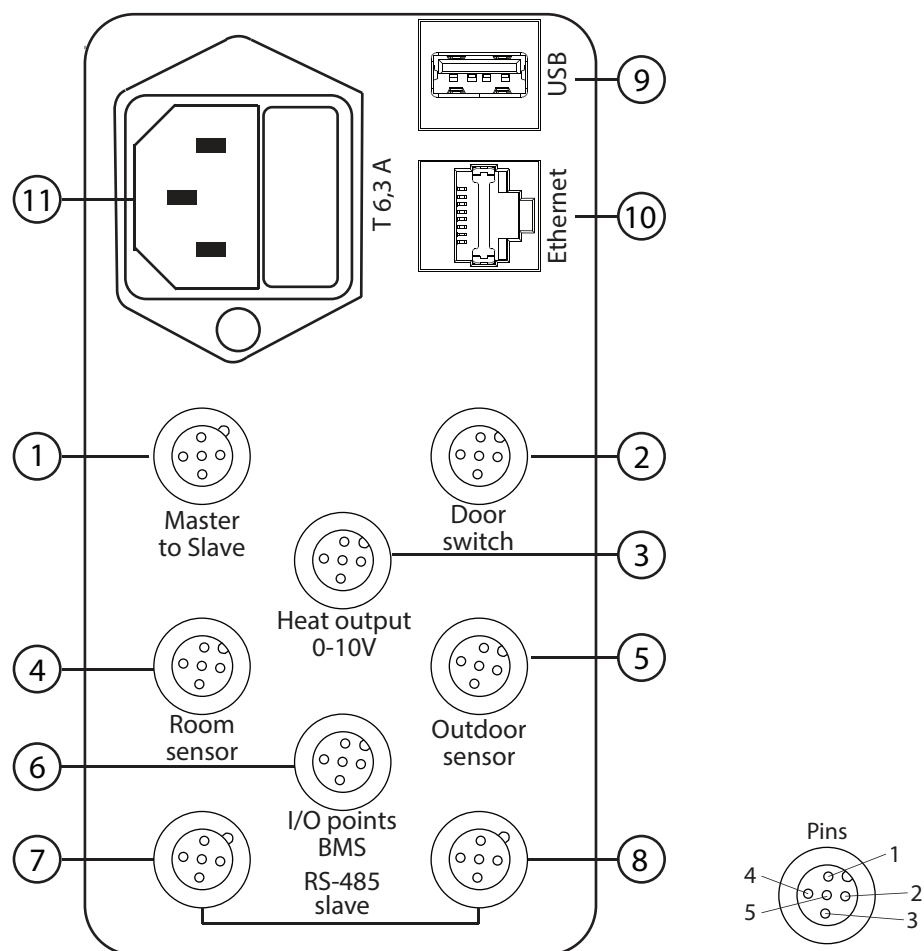 USB
9
T 6,3 A
11
Ethernet
10
1
Master
to Slave
2
Door
switch
3
Heat output
0-10V
4
Room
sensor
5
Outdoor
sensor
6
I/O points
BMS
7
RS-485
slave
8
Pins
1
4
2
5
3